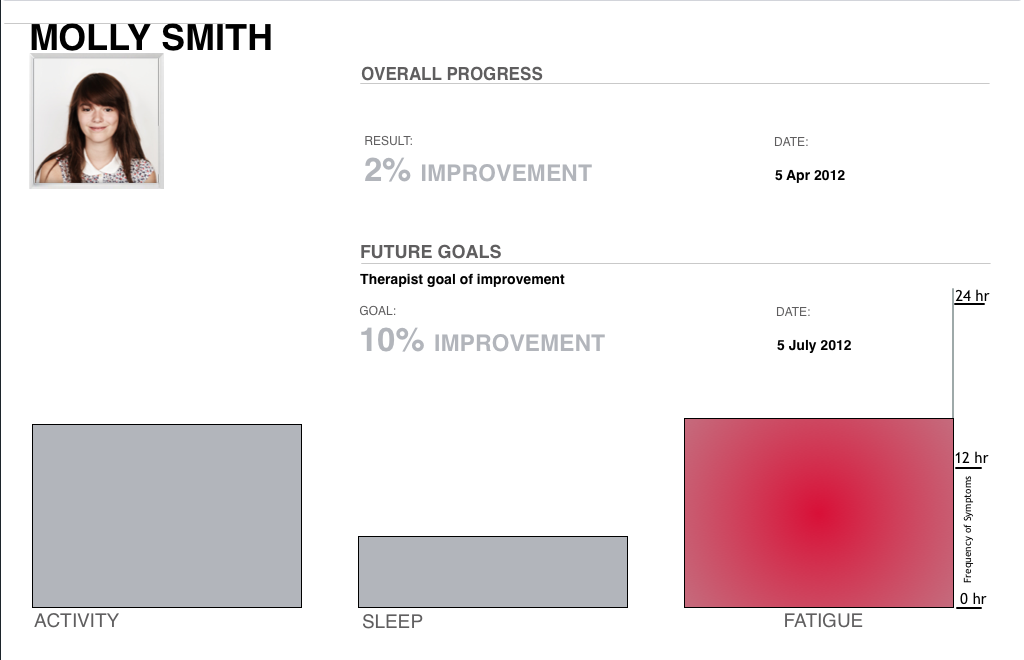 MOLLY SMITH
OVERALL PROGRESS
RESULT:
DATE:
2% IMPROVEMENT
5 Apr 2012
FUTURE GOALS
Therapist goal of improvement
GOAL:
DATE:
10% IMPROVEMENT
5 July 2012
24 hr
12 hr
Frequency of Symptoms
0 hr
ACTIVITY
SLEEP
FATIGUE